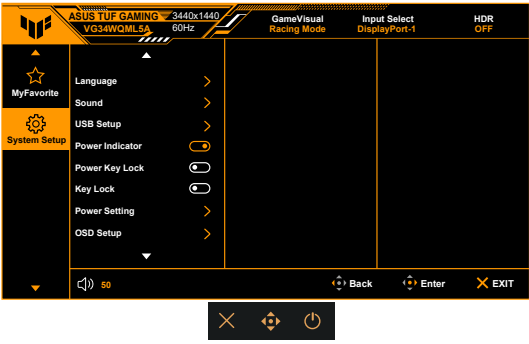 ASUS TUF GAMING 3440x1440 GameVisual Input Select HDR
VG34WQML5A 60Hz Racing Mode DisplayPort-1 OFF
MyFavorite
System Setup
Language
Sound
USB Setup
Power Indicator
Power Key Lock
Key Lock
Power Setting
OSD Setup
50 Back Enter EXIT